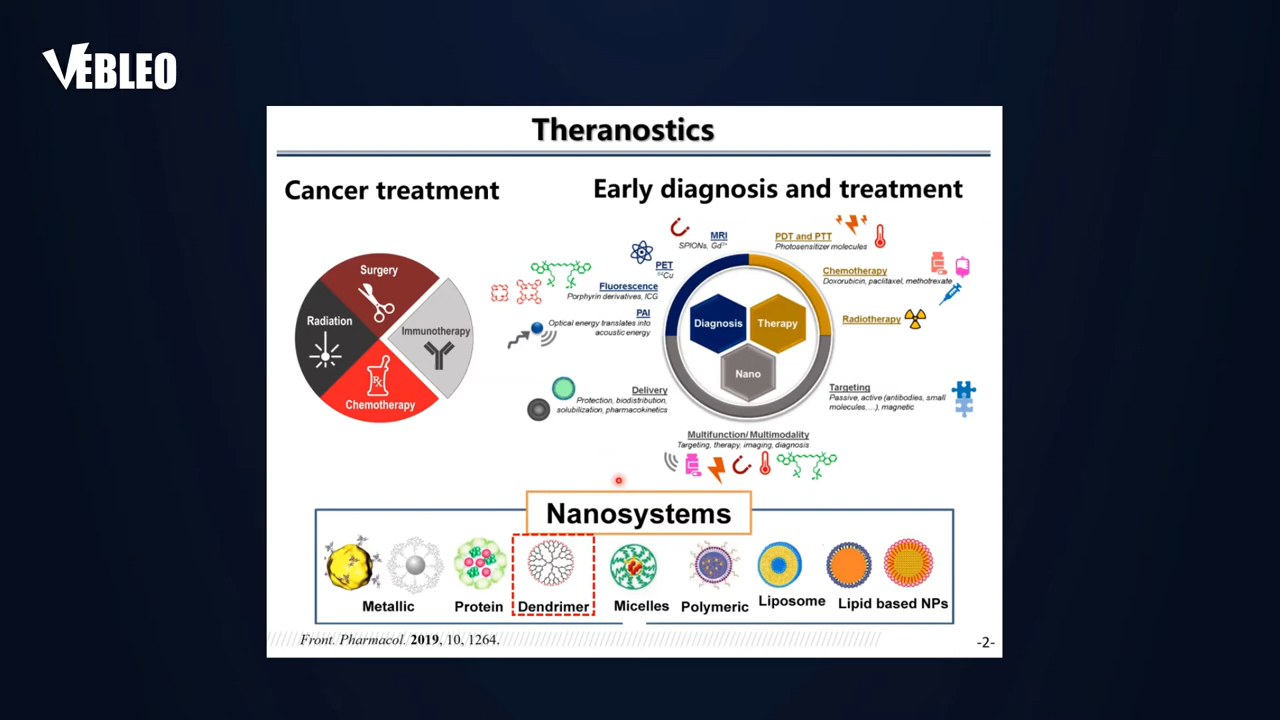 VEBLEO
Theranostics
Cancer treatment
Early diagnosis and treatment
Surgery
Radiation
Immunotherapy
Rx
Chemotherapy
MRI
SPIONs, Gd³⁺
PET
⁶⁴Cu
Fluorescence
Porphyrin derivatives, ICG
PAI
Optical energy translates into
acoustic energy
PDT and PTT
Photosensitizer molecules
Chemotherapy
Doxorubicin, paclitaxel, methotrexate
Radiotherapy
Diagnosis
Therapy
Nano
Delivery
Protection, biodistribution,
solubilization, pharmacokinetics
Targeting
Passive, active (antibodies, small
molecules, ...), magnetic
Multifunction/ Multimodality
Targeting, therapy, imaging, diagnosis
Nanosystems
Metallic
Protein
Dendrimer
Micelles
Polymeric
Liposome
Lipid based NPs
Front. Pharmacol. 2019, 10, 1264.
-2-